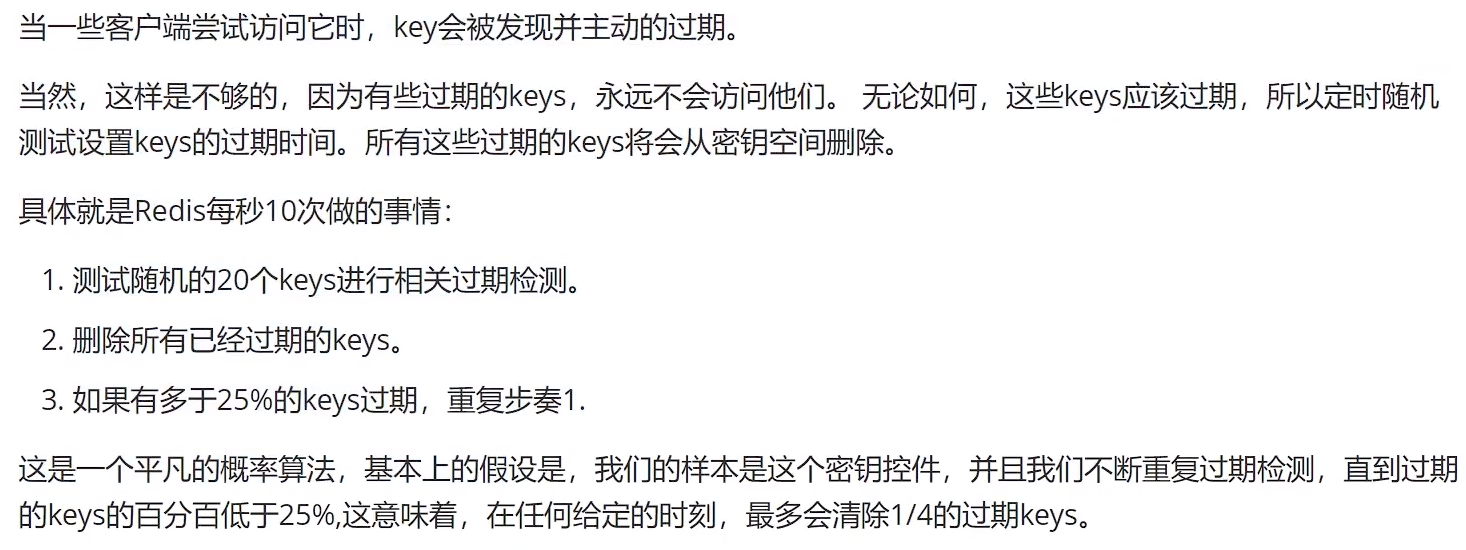 当一些客户端尝试访问它时，key会被发现并主动的过期。
当然，这样是不够的，因为有些过期的keys，永远不会访问他们。 无论如何，这些keys应该过期，所以定时随机
测试设置keys的过期时间。所有这些过期的keys将会从密钥空间删除。
具体就是Redis每秒10次做的事情：
1. 测试随机的20个keys进行相关过期检测。
2. 删除所有已经过期的keys。
3. 如果有多于25%的keys过期，重复步奏1.
这是一个平凡的概率算法，基本上的假设是，我们的样本是这个密钥控件，并且我们不断重复过期检测，直到过期
的keys的百分百低于25%,这意味着，在任何给定的时刻，最多会清除1/4的过期keys。